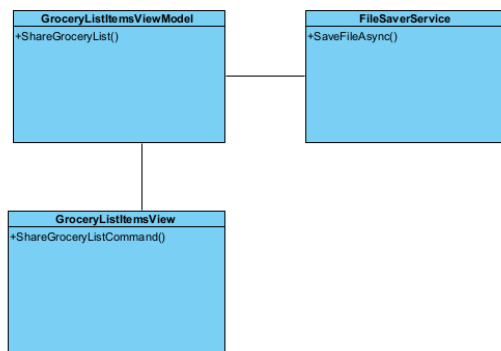 GroceryListItemsViewModel
+ShareGroceryList()
FileSaverService
+SaveFileAsync()
GroceryListItemsView
+ShareGroceryListCommand()